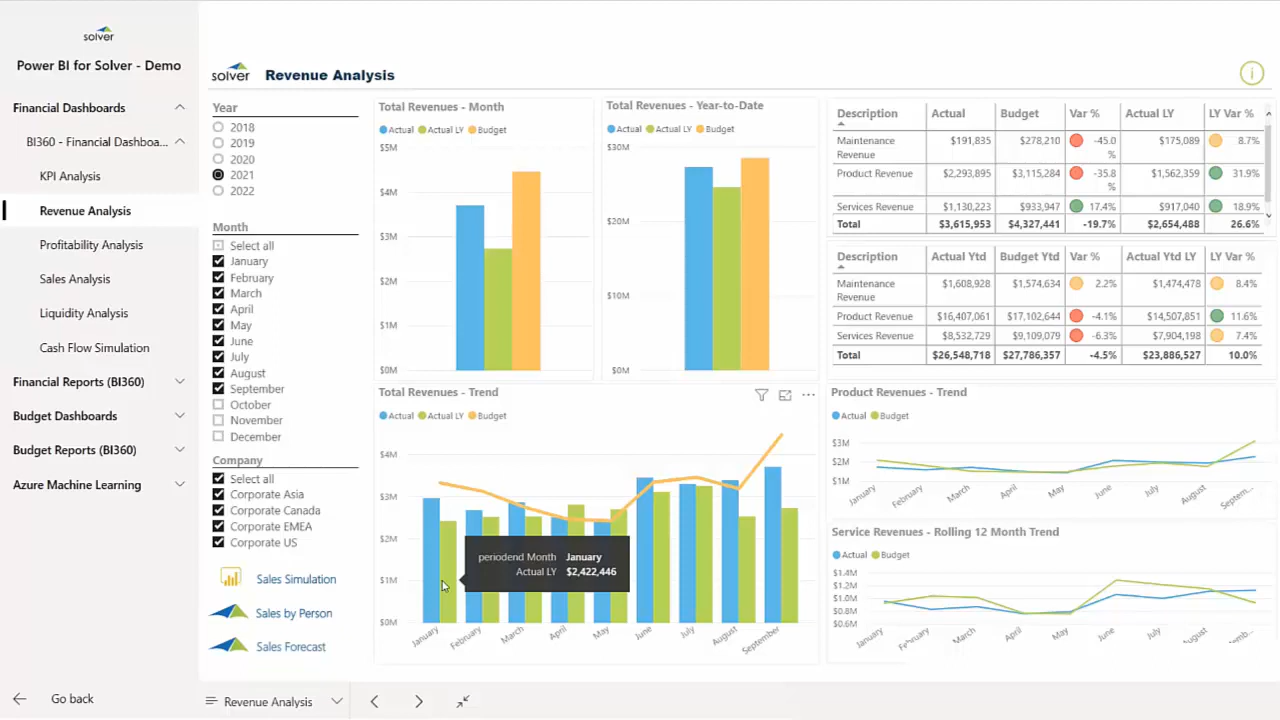 solver
Power BI for Solver - Demo
Financial Dashboards
BI360 - Financial Dashboa...
KPI Analysis
Revenue Analysis
Profitability Analysis
Sales Analysis
Liquidity Analysis
Cash Flow Simulation
Financial Reports (BI360)
Budget Dashboards
Budget Reports (BI360)
Azure Machine Learning
Go back
solver Revenue Analysis
Year
2018
2019
2020
2021
2022
Month
Select all
January
February
March
April
May
June
July
August
September
October
November
December
Company
Select all
Corporate Asia
Corporate Canada
Corporate EMEA
Corporate US
Sales Simulation
Sales by Person
Sales Forecast
Total Revenues - Month
Actual Actual LY Budget
$5M
$4M
$3M
$2M
$1M
$0M
Total Revenues - Year-to-Date
Actual Actual LY Budget
$30M
$20M
$10M
$0M
Description Actual Budget Var % Actual LY LY Var %
Maintenance Revenue $191,835 $278,210 -45.0 % $175,089 8.7%
Product Revenue $2,293,895 $3,115,284 -35.8 % $1,562,359 31.9%
Services Revenue $1,130,223 $933,947 17.4% $917,040 18.9%
Total $3,615,953 $4,327,441 -19.7% $2,654,488 26.6%
Description Actual Ytd Budget Ytd Var % Actual Ytd LY LY Var %
Maintenance Revenue $1,608,928 $1,574,634 2.2% $1,474,478 8.4%
Product Revenue $16,407,061 $17,102,644 -4.1% $14,507,851 11.6%
Services Revenue $8,532,729 $9,109,079 -6.3% $7,904,198 7.4%
Total $26,548,718 $27,786,357 -4.5% $23,886,527 10.0%
Total Revenues - Trend
Actual Actual LY Budget
$4M
$3M
$2M
$1M
$0M
periodend Month January
Actual LY $2,422,446
January February March April May June July August September
Product Revenues - Trend
Actual Budget
$3M
$2M
$1M
January February March April May June July August Septem...
Service Revenues - Rolling 12 Month Trend
Actual Budget
$1.4M
$1.2M
$1.0M
$0.8M
$0.6M
January February March April May June July August
Revenue Analysis